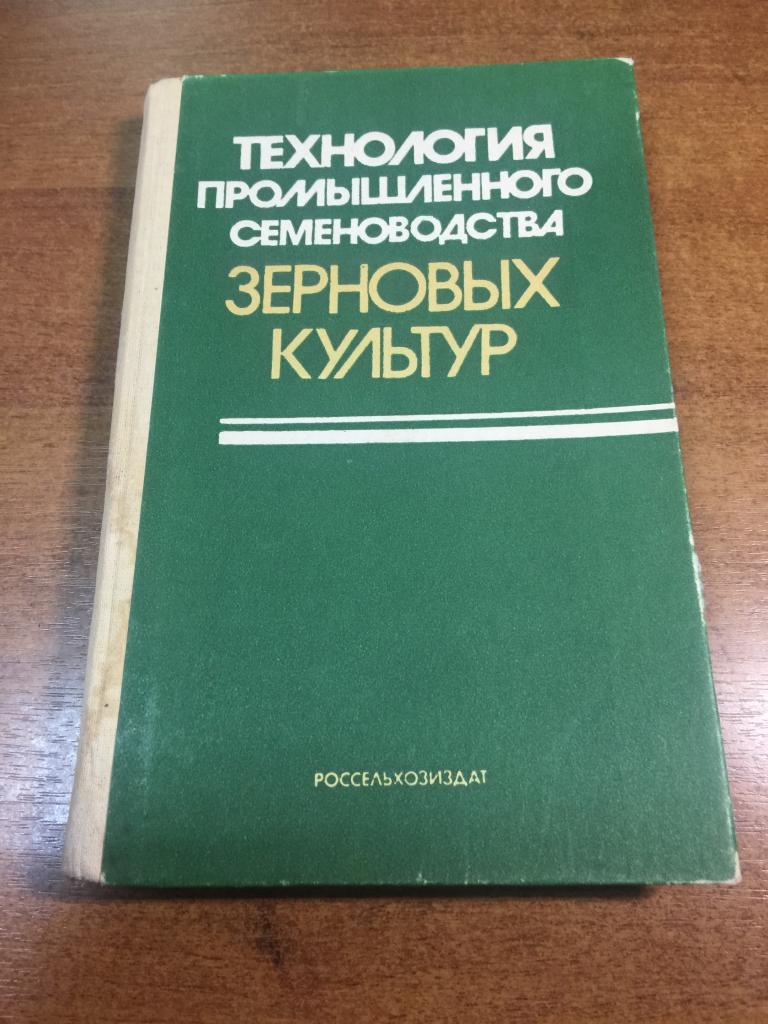 ТЕХНОЛОГИЯ
ПРОМЫШЛЕННОГО
СЕМЕНОВОДСТВА
ЗЕРНОВЫХ
КУЛЬТУР
РОССЕЛЬХОЗИЗДАТ